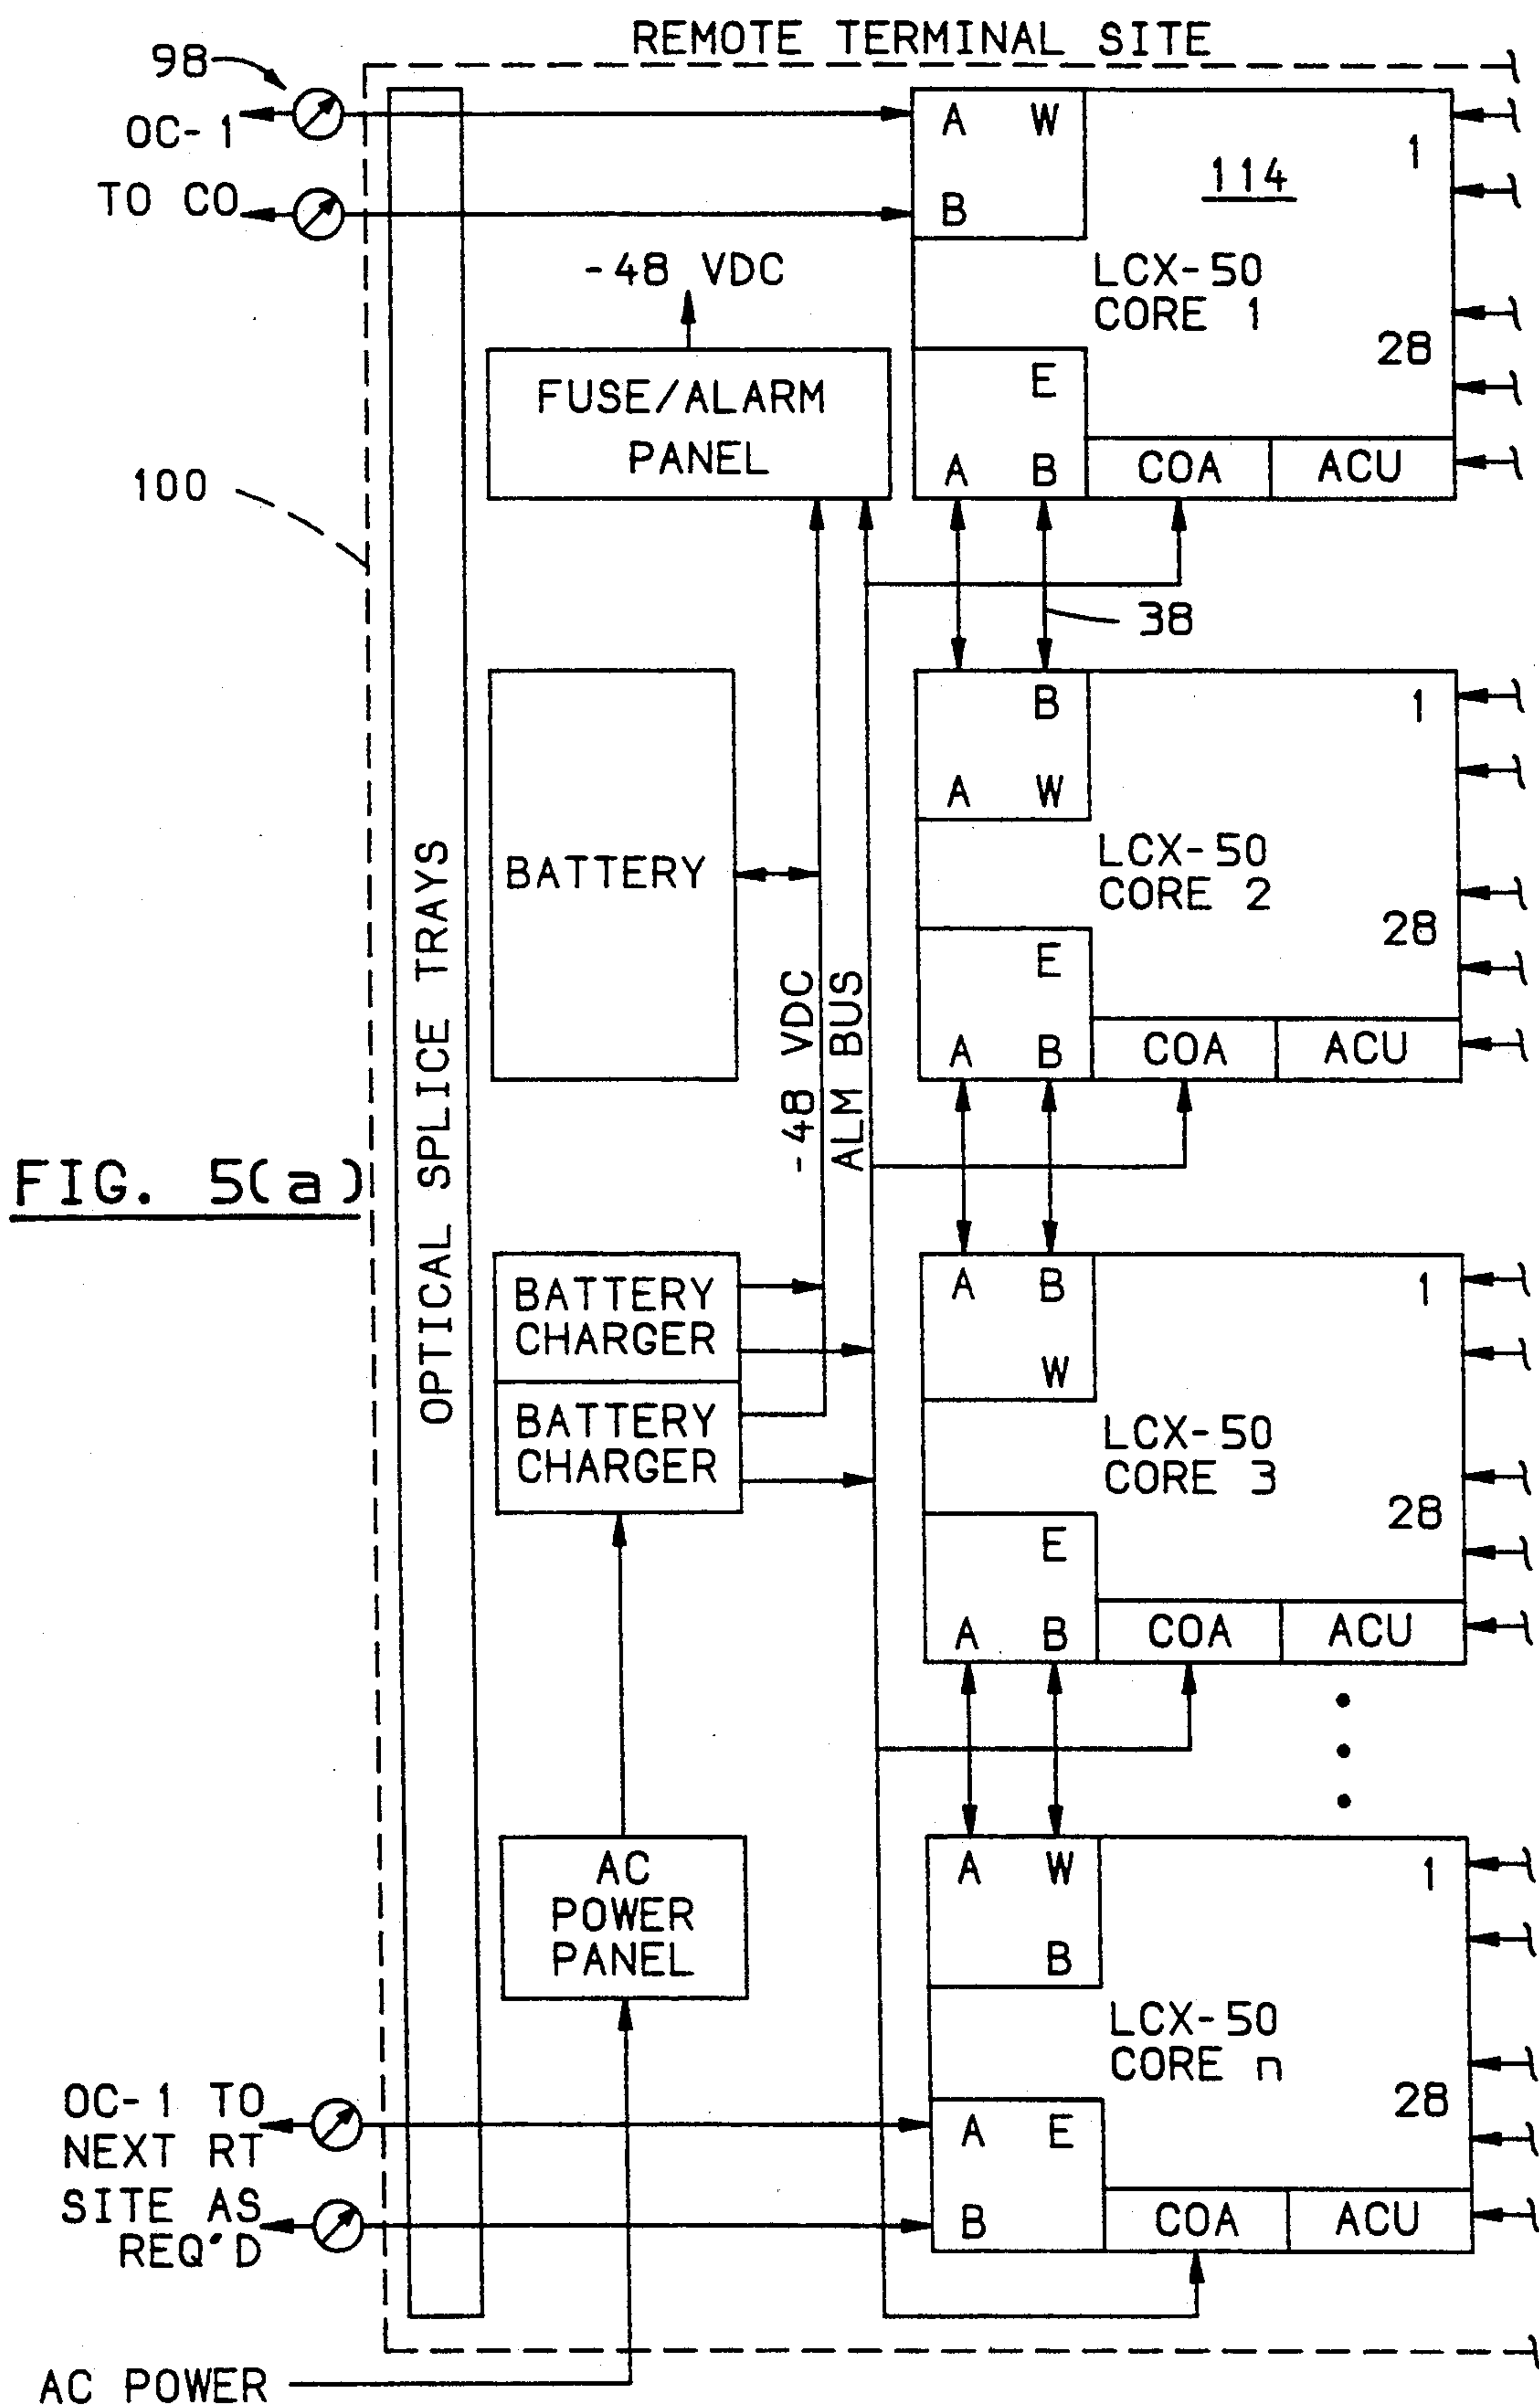 REMOTE TERMINAL SITE
98
OC-1
TO CO
A W
B
114
1
LCX-50
CORE 1
28
E
A B
COA
ACU
-48 VDC
FUSE/ALARM
PANEL
100
38
B
A W
1
LCX-50
CORE 2
28
E
A B
COA
ACU
BATTERY
-48 VDC
ALM BUS
OPTICAL SPLICE TRAYS
FIG. 5(a)
BATTERY
CHARGER
BATTERY
CHARGER
A B
W
1
LCX-50
CORE 3
28
E
A B
COA
ACU
AC
POWER
PANEL
A W
B
1
LCX-50
CORE n
28
A E
B
COA
ACU
OC-1 TO
NEXT RT
SITE AS
REQ'D
AC POWER